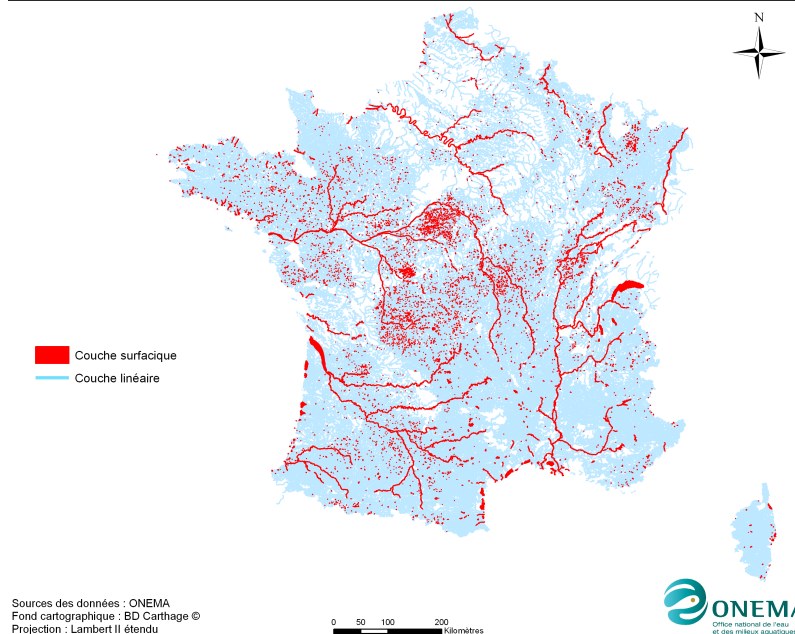 N
Couche surfacique
Couche linéaire
Sources des données : ONEMA
Fond cartographique : BD Carthage ©
Projection : Lambert II étendu
0 50 100 200
Kilomètres
ONEMA
Office national de l'eau
et des milieux aquatiques